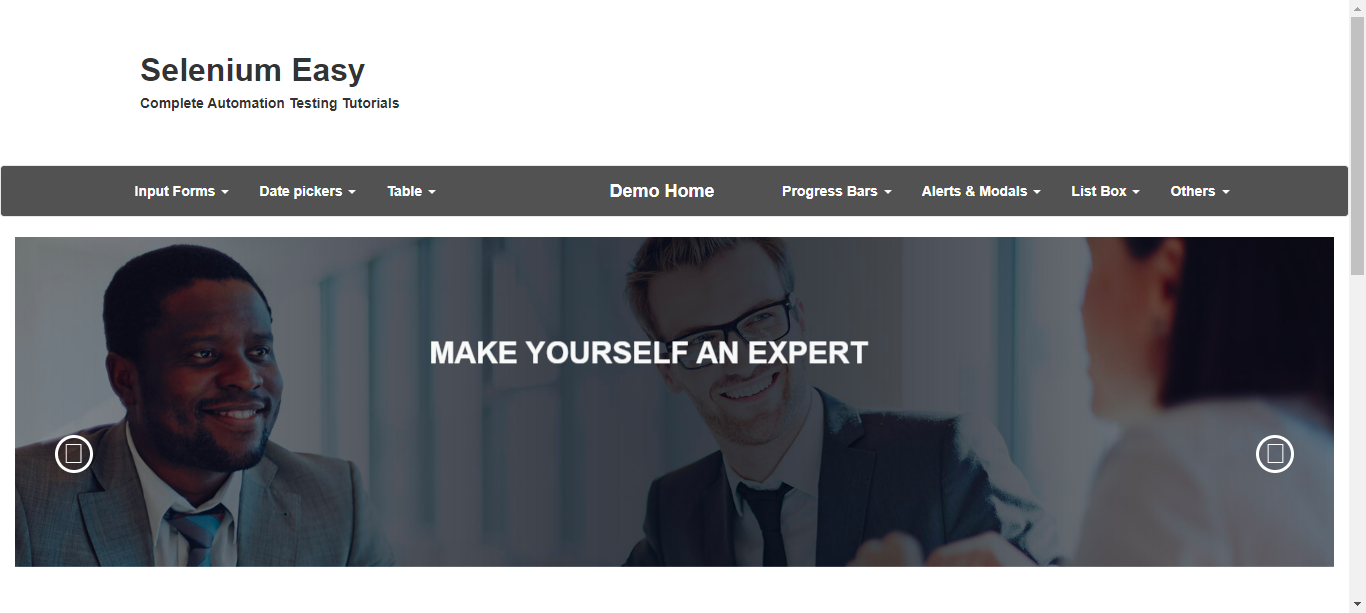 Selenium Easy
Complete Automation Testing Tutorials
Input Forms Date pickers Table Demo Home Progress Bars Alerts & Modals List Box Others
MAKE YOURSELF AN EXPERT